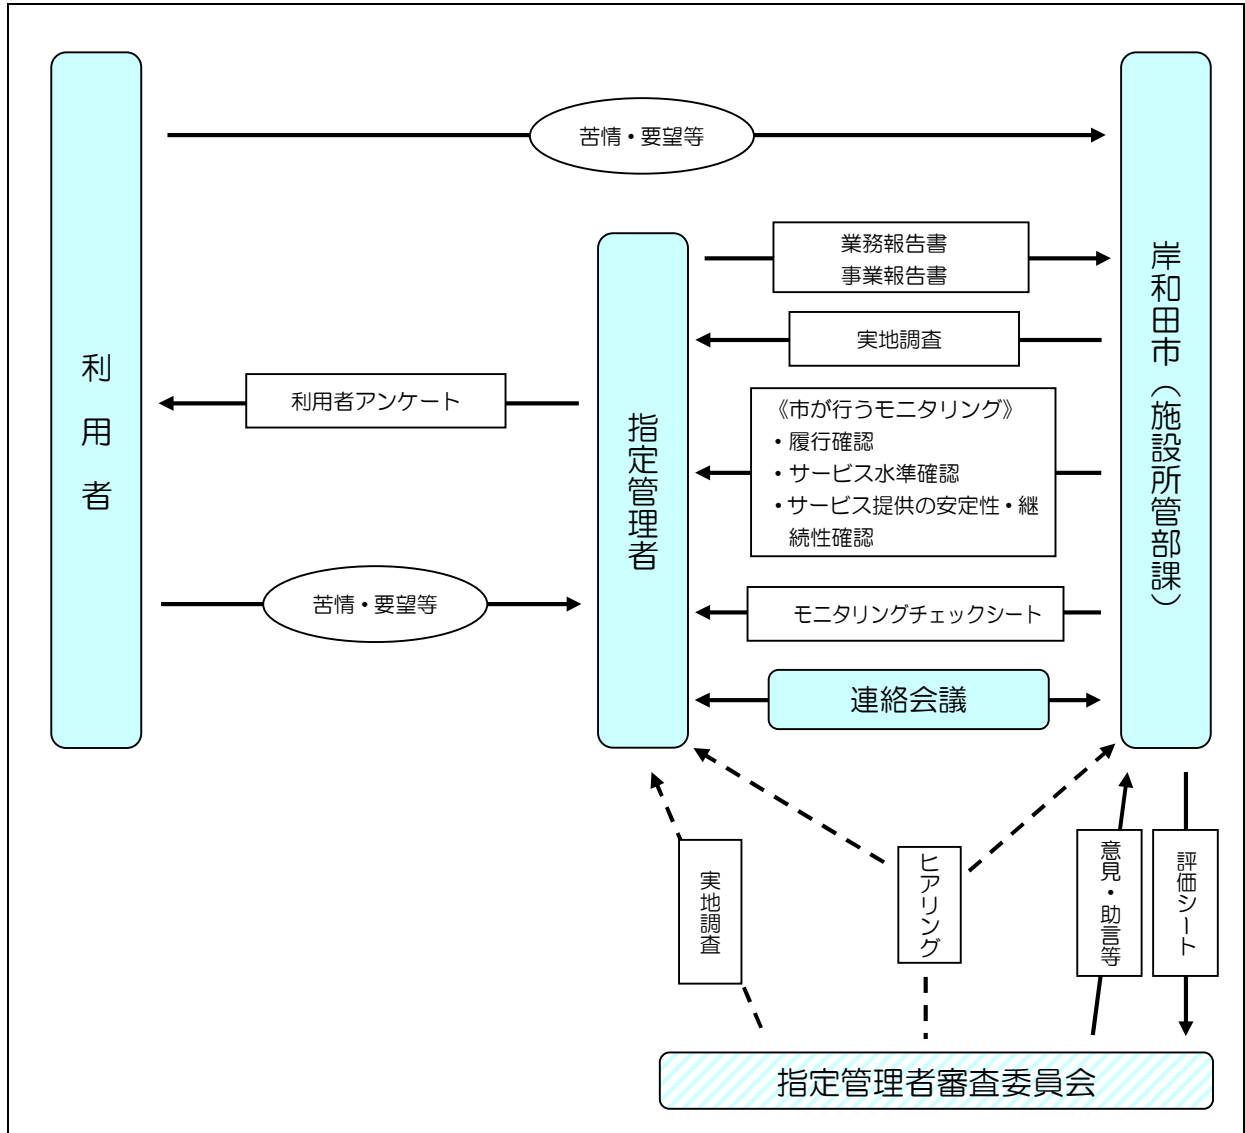 利用者
苦情・要望等
岸和田市（施設所管部課）
指定管理者
業務報告書
事業報告書
実地調査
利用者アンケート
《市が行うモニタリング》
・履行確認
・サービス水準確認
・サービス提供の安定性・継
続性確認
苦情・要望等
モニタリングチェックシート
連絡会議
実地調査
ヒアリング
意見・助言等
評価シート
指定管理者審査委員会